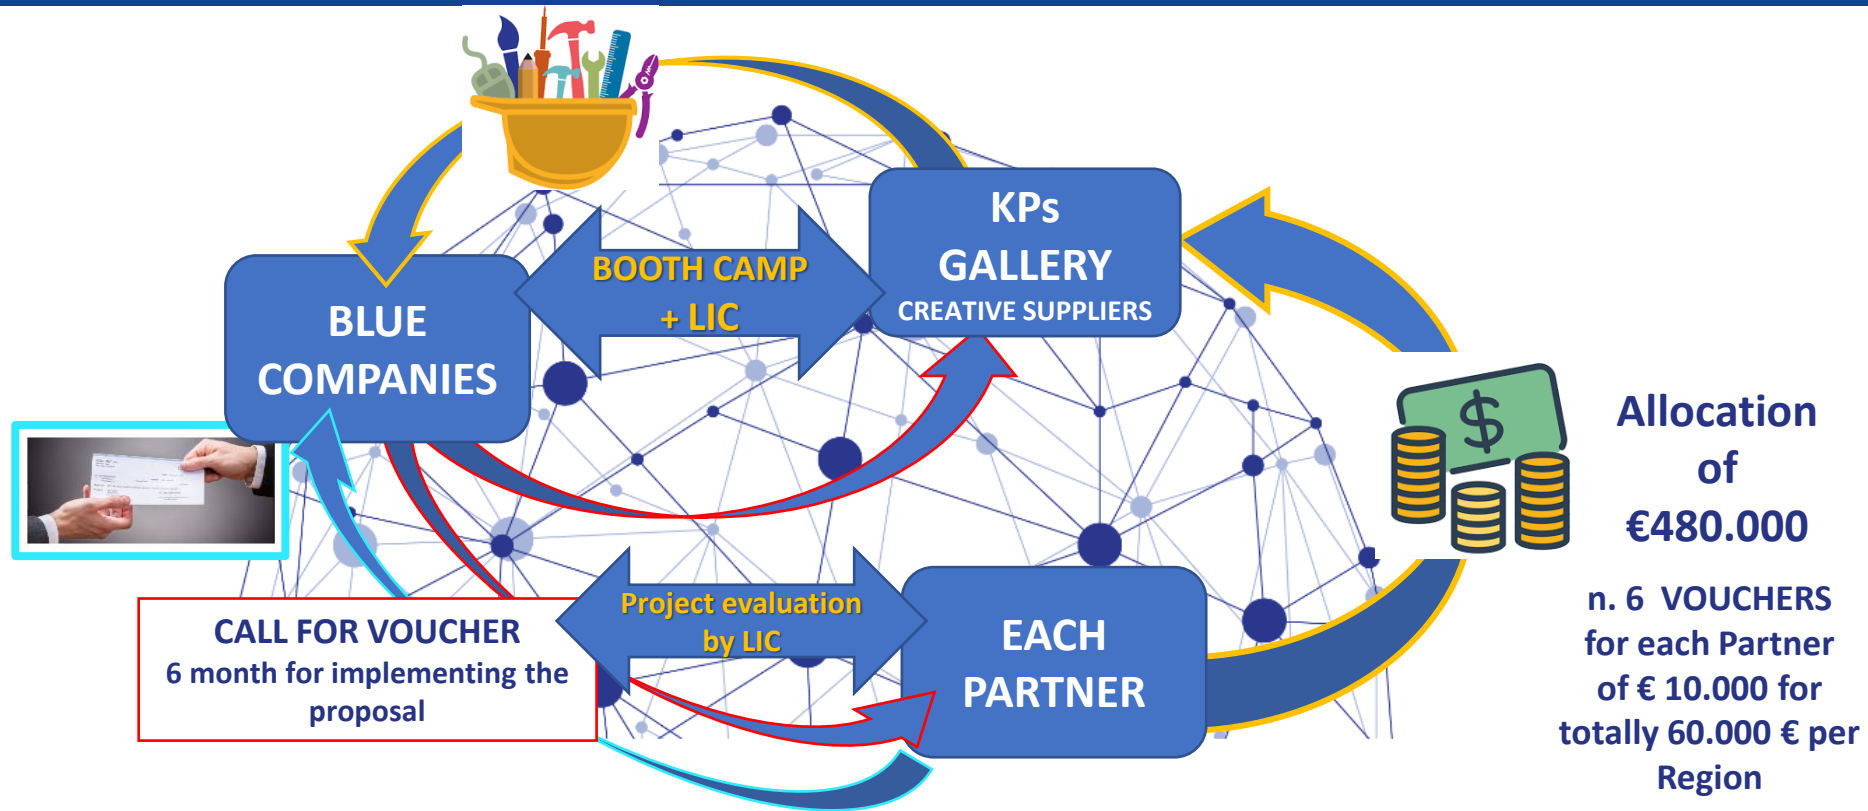 KPs
GALLERY
CREATIVE SUPPLIERS
BOOTH CAMP
+ LIC
BLUE
COMPANIES
Allocation
of
€480.000
n. 6 VOUCHERS
for each Partner
of € 10.000 for
totally 60.000 € per
Region
Project evaluation
by LIC
EACH
PARTNER
CALL FOR VOUCHER
6 month for implementing the
proposal